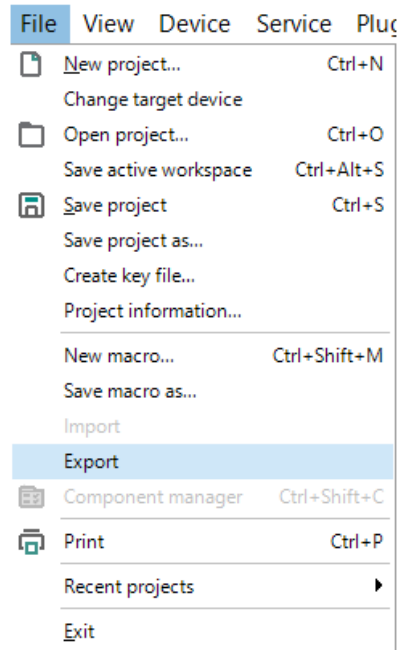 File View Device Service
New project... Ctrl+N
Change target device
Open project... Ctrl+O
Save active workspace Ctrl+Alt+S
Save project Ctrl+S
Save project as...
Create key file...
Project information...
New macro... Ctrl+Shift+M
Save macro as...
Import
Export
Component manager Ctrl+Shift+C
Print Ctrl+P
Recent projects
Exit